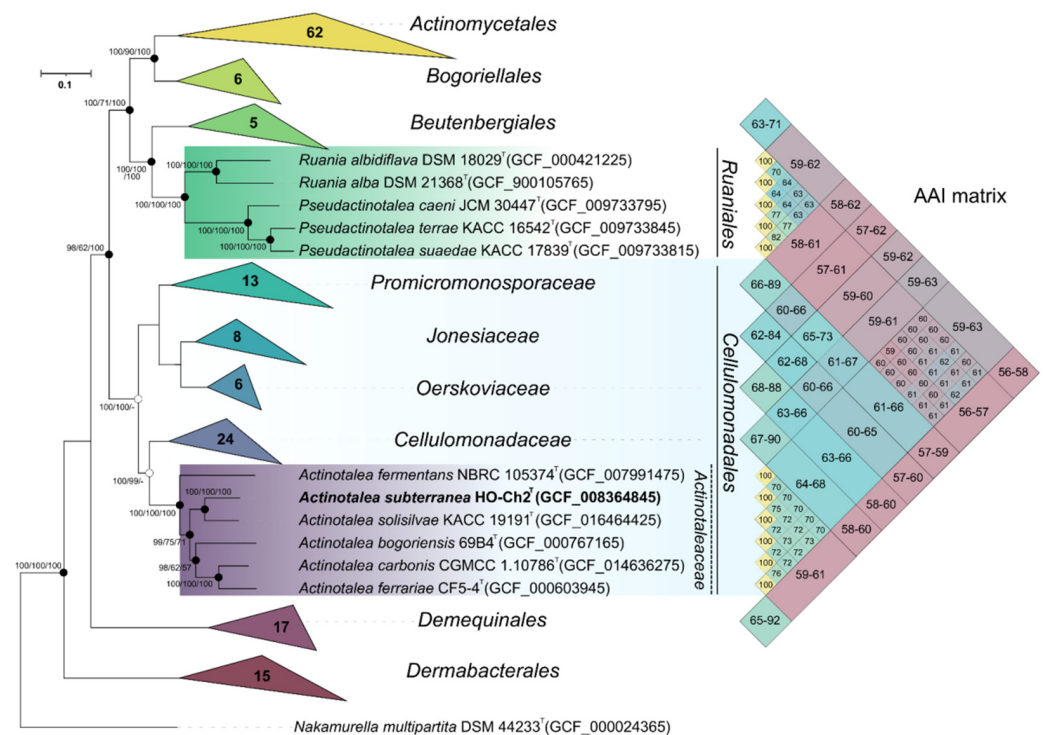 62
Actinomycetales
100/90/100
6
Bogoriellales
0.1
100/71/100
5
Beutenbergiales
100/100/100
Ruania albidiflava DSM 18029ᵀ(GCF_000421225)
100/100/100
Ruania alba DSM 21368ᵀ(GCF_900105765)
100/100/100
Pseudactinotalea caeni JCM 30447ᵀ(GCF_009733795)
100/100/100
Pseudactinotalea terrae KACC 16542ᵀ(GCF_009733845)
100/100/100
Pseudactinotalea suaedae KACC 17839ᵀ(GCF_009733815)
Ruaniales
98/62/100
13
Promicromonosporaceae
8
Jonesiaceae
6
Oerskoviaceae
100/100/-
24
Cellulomonadaceae
100/99/-
Cellulomonadales
Actinotalea fermentans NBRC 105374ᵀ(GCF_007991475)
100/100/100
Actinotalea subterranea HO-Ch2ᵀ(GCF_008364845)
100/100/100
Actinotalea solisilvae KACC 19191ᵀ(GCF_016464425)
99/75/71
Actinotalea bogoriensis 69B4ᵀ(GCF_000767165)
98/62/57
Actinotalea carbonis CGMCC 1.10786ᵀ(GCF_014636275)
100/100/100
Actinotalea ferrariae CF5-4ᵀ(GCF_000603945)
Actinotaleaceae
100/100/100
17
Demequinales
15
Dermabacterales
Nakamurella multipartita DSM 44233ᵀ(GCF_000024365)
AAI matrix
63-71
59-62
58-62
58-61
57-62
57-61
59-62
66-89
59-60
59-63
60-66
59-61
62-84
65-73
59-63
62-68
61-67
56-58
68-88
60-66
61-66
56-57
63-66
60-65
67-90
63-66
57-59
64-68
57-60
58-60
58-60
59-61
65-92